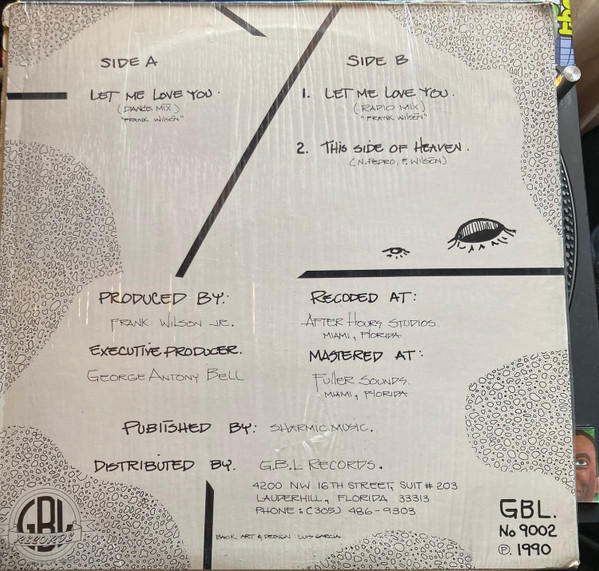 SIDE A
LET ME LOVE YOU.
(DANCE MIX)
"FRANK WILSON"
SIDE B
1. LET ME LOVE YOU.
(RADIO MIX)
"FRANK WILSON"
2. THIS SIDE OF HEAVEN.
(N. PEDRO, F. WILSON)
PRODUCED BY:
FRANK WILSON JR.
EXECUTIVE PRODUCER.
GEORGE ANTONY BELL
RECODED AT:
AFTER HOURS STUDIOS
MIAMI, FLORIDA
MASTERED AT:
FULLER SOUNDS.
MIAMI, FLORIDA
PUBLISHED BY: SHARMIC MUSIC.
DISTRIBUTED BY. G.B.L RECORDS.
4200 N.W. 16TH STREET, SUIT # 203
LAUDERHILL, FLORIDA 33313
PHONE: (305) 486-9303
BACK ART & DESIGN: LUIS GARCIA
GBL
RECORDS
GBL.
No 9002
℗ 1990